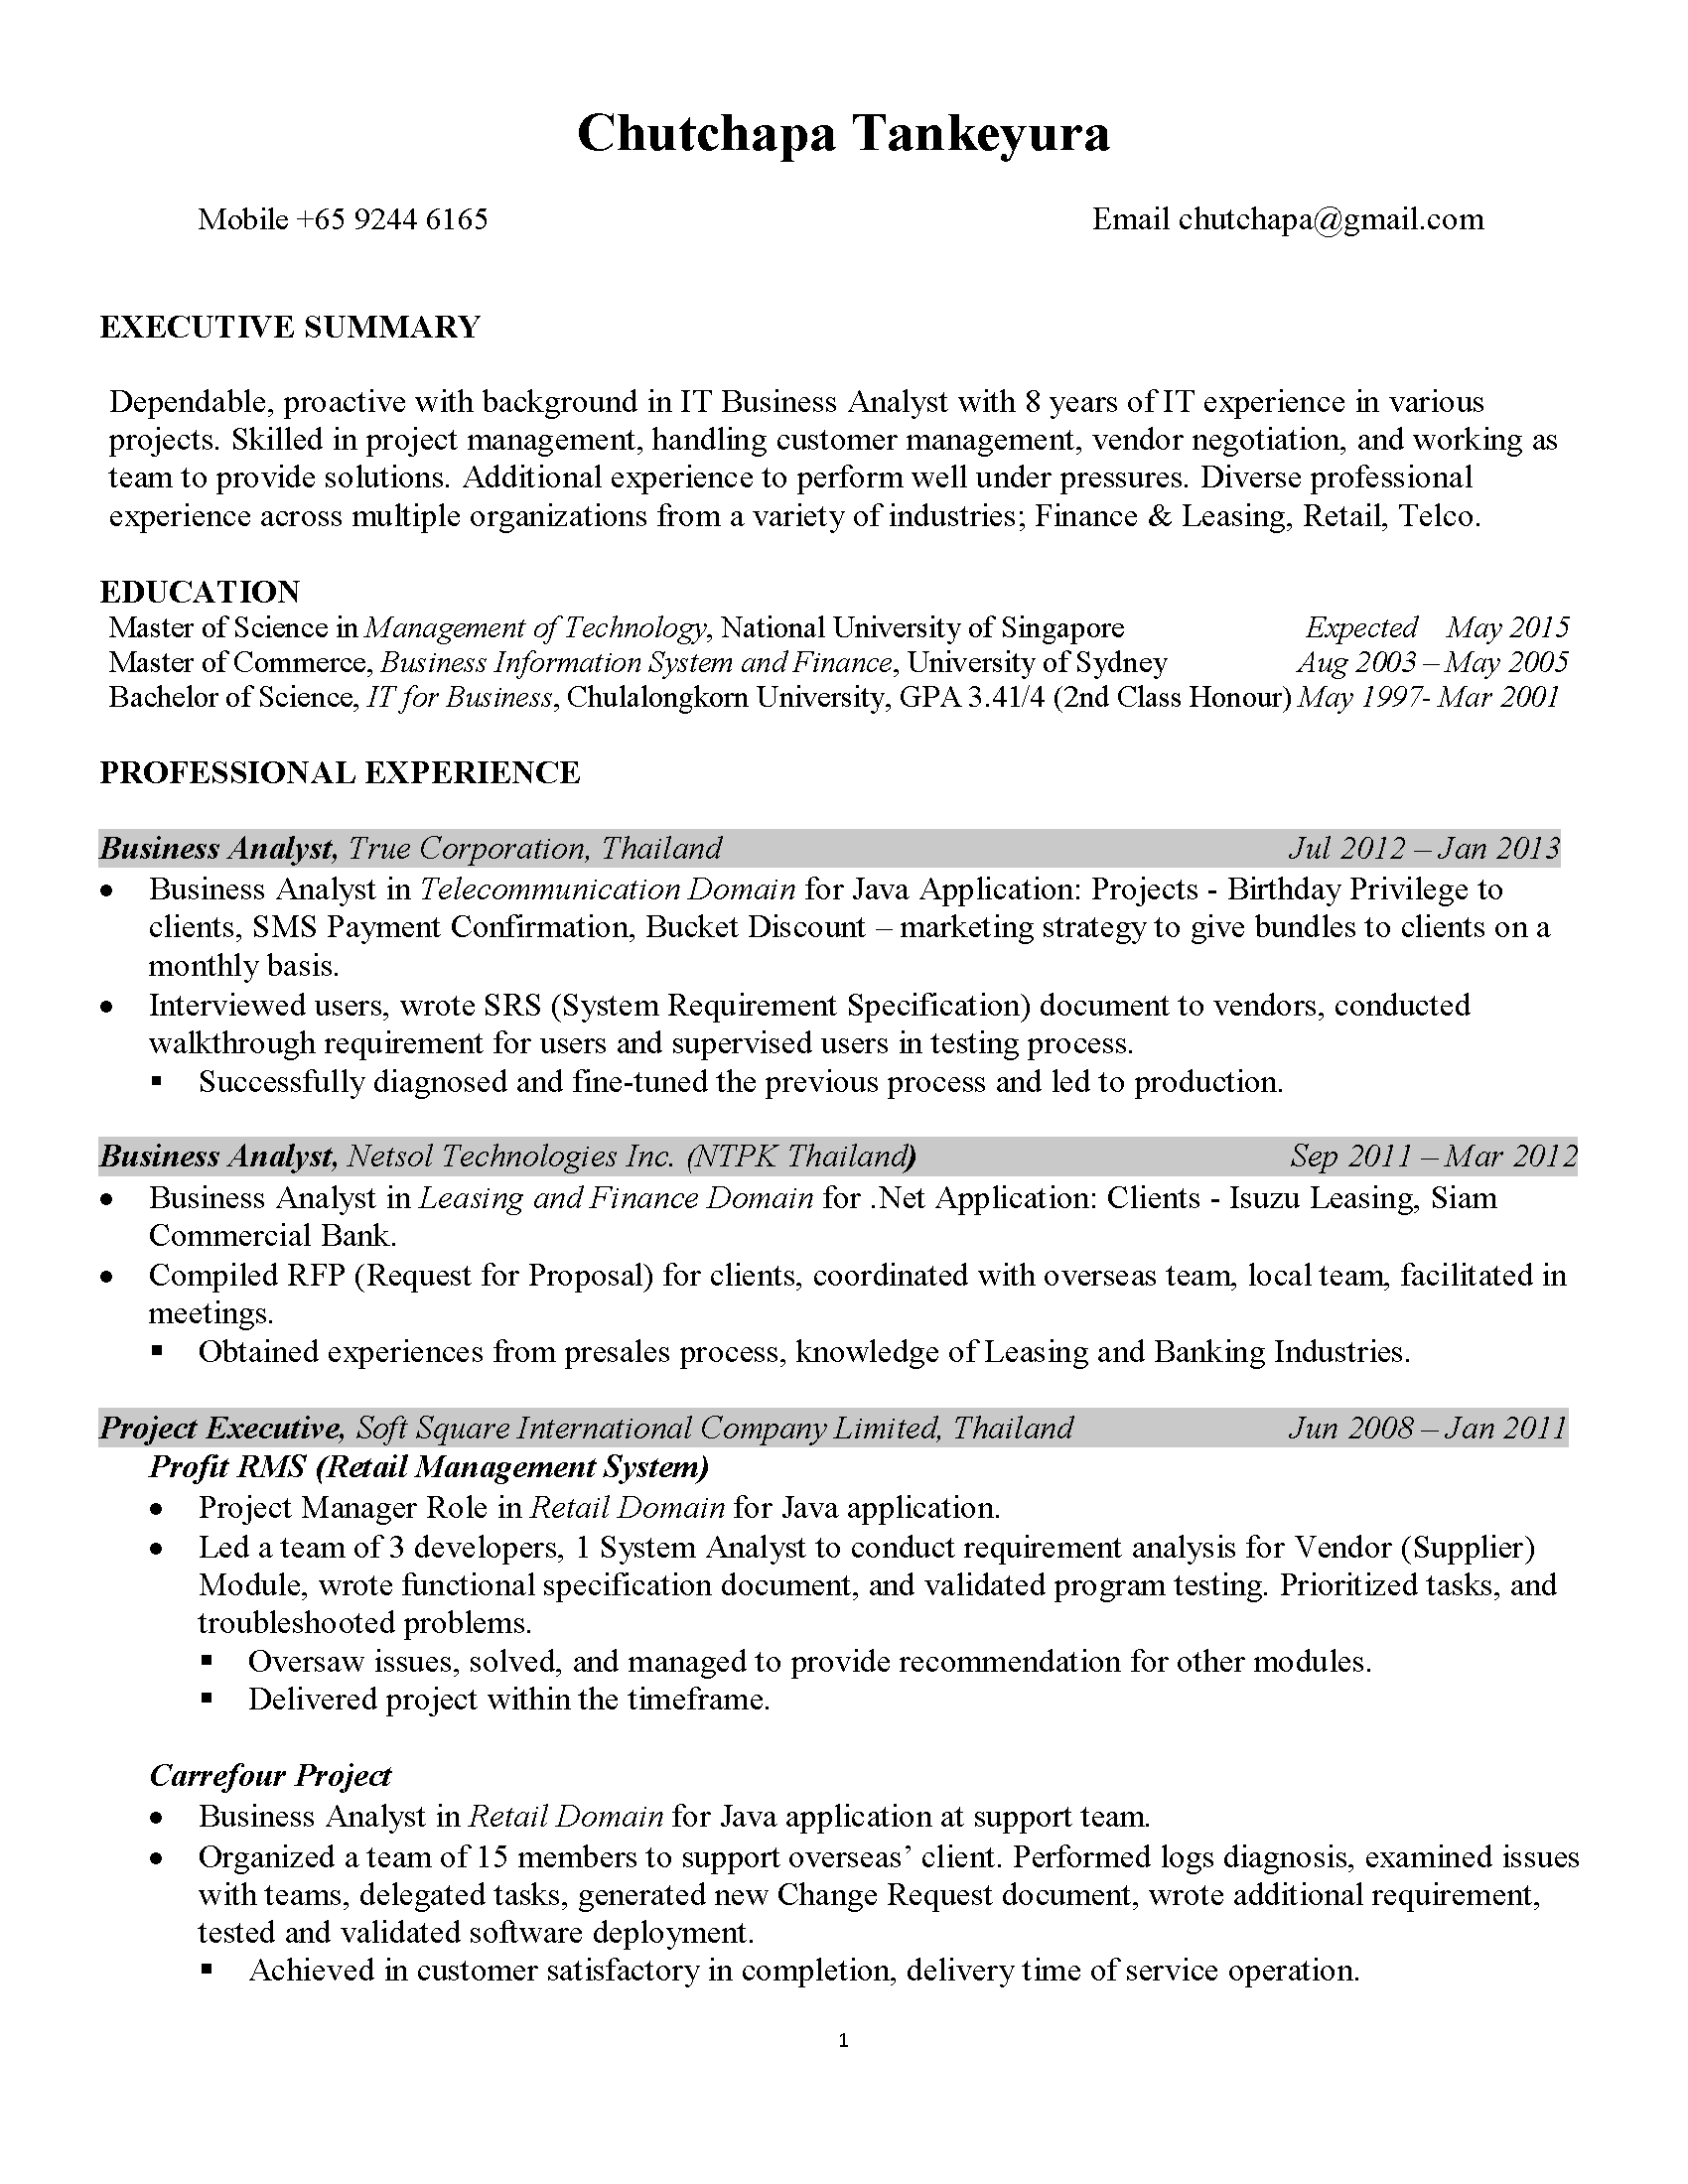 Chutchapa Tankeyura
Mobile +65 9244 6165 Email chutchapa@gmail.com
EXECUTIVE SUMMARY
Dependable, proactive with background in IT Business Analyst with 8 years of IT experience in various
projects. Skilled in project management, handling customer management, vendor negotiation, and working as
team to provide solutions. Additional experience to perform well under pressures. Diverse professional
experience across multiple organizations from a variety of industries; Finance & Leasing, Retail, Telco.
EDUCATION
Master of Science in Management of Technology, National University of Singapore Expected May 2015
Master of Commerce, Business Information System and Finance, University of Sydney Aug 2003 – May 2005
Bachelor of Science, IT for Business, Chulalongkorn University, GPA 3.41/4 (2nd Class Honour) May 1997- Mar 2001
PROFESSIONAL EXPERIENCE
Business Analyst, True Corporation, Thailand Jul 2012 – Jan 2013
• Business Analyst in Telecommunication Domain for Java Application: Projects - Birthday Privilege to
clients, SMS Payment Confirmation, Bucket Discount – marketing strategy to give bundles to clients on a
monthly basis.
• Interviewed users, wrote SRS (System Requirement Specification) document to vendors, conducted
walkthrough requirement for users and supervised users in testing process.
▪ Successfully diagnosed and fine-tuned the previous process and led to production.
Business Analyst, Netsol Technologies Inc. (NTPK Thailand) Sep 2011 – Mar 2012
• Business Analyst in Leasing and Finance Domain for .Net Application: Clients - Isuzu Leasing, Siam
Commercial Bank.
• Compiled RFP (Request for Proposal) for clients, coordinated with overseas team, local team, facilitated in
meetings.
▪ Obtained experiences from presales process, knowledge of Leasing and Banking Industries.
Project Executive, Soft Square International Company Limited, Thailand Jun 2008 – Jan 2011
Profit RMS (Retail Management System)
• Project Manager Role in Retail Domain for Java application.
• Led a team of 3 developers, 1 System Analyst to conduct requirement analysis for Vendor (Supplier)
Module, wrote functional specification document, and validated program testing. Prioritized tasks, and
troubleshooted problems.
▪ Oversaw issues, solved, and managed to provide recommendation for other modules.
▪ Delivered project within the timeframe.
Carrefour Project
• Business Analyst in Retail Domain for Java application at support team.
• Organized a team of 15 members to support overseas’ client. Performed logs diagnosis, examined issues
with teams, delegated tasks, generated new Change Request document, wrote additional requirement,
tested and validated software deployment.
▪ Achieved in customer satisfactory in completion, delivery time of service operation.
1